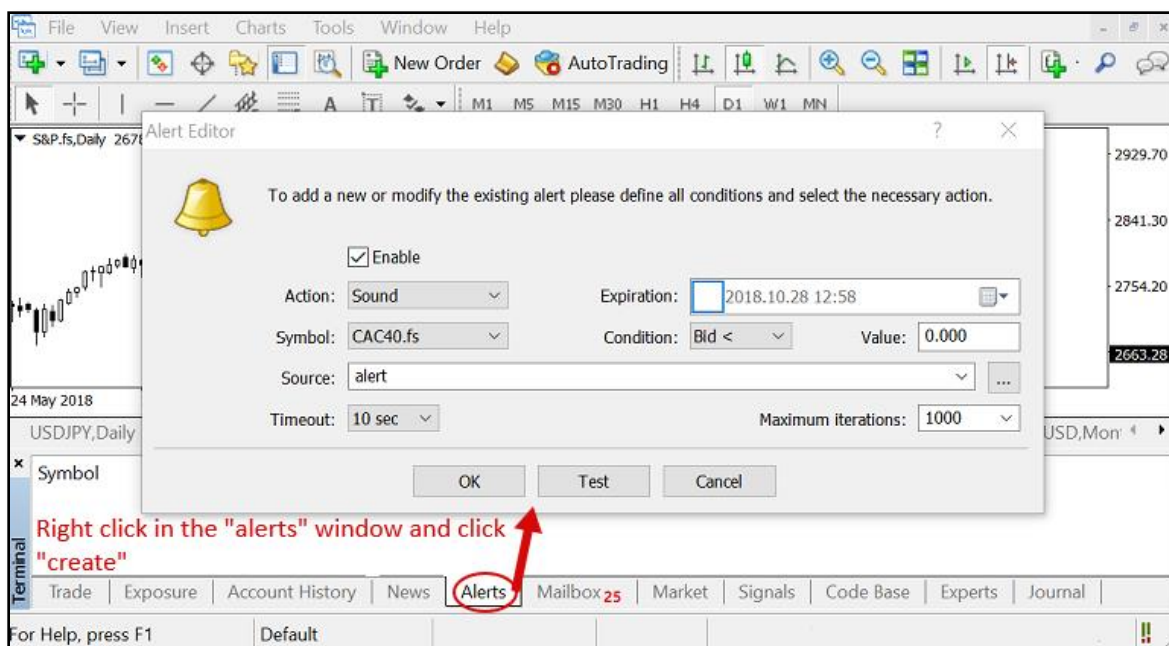 File View Insert Charts Tools Window Help
New Order AutoTrading
A T M1 M5 M15 M30 H1 H4 D1 W1 MN
S&P.fs,Daily 2678
Alert Editor ? ×
2929.70
To add a new or modify the existing alert please define all conditions and select the necessary action.
2841.30
Enable
Action: Sound Expiration: 2018.10.28 12:58
2754.20
Symbol: CAC40.fs Condition: Bid < Value: 0.000
2663.28
Source: alert ...
24 May 2018
Timeout: 10 sec Maximum iterations: 1000
USDJPY,Daily USD,Mon
Symbol
OK Test Cancel
Right click in the "alerts" window and click
"create"
Terminal
Trade Exposure Account History News Alerts Mailbox 25 Market Signals Code Base Experts Journal
For Help, press F1 Default